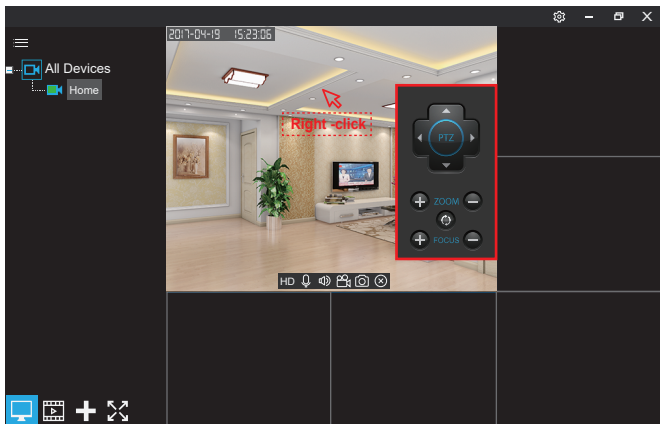 2017-04-19 15:23:06
All Devices
Home
Right -click
PTZ
ZOOM
FOCUS
HD